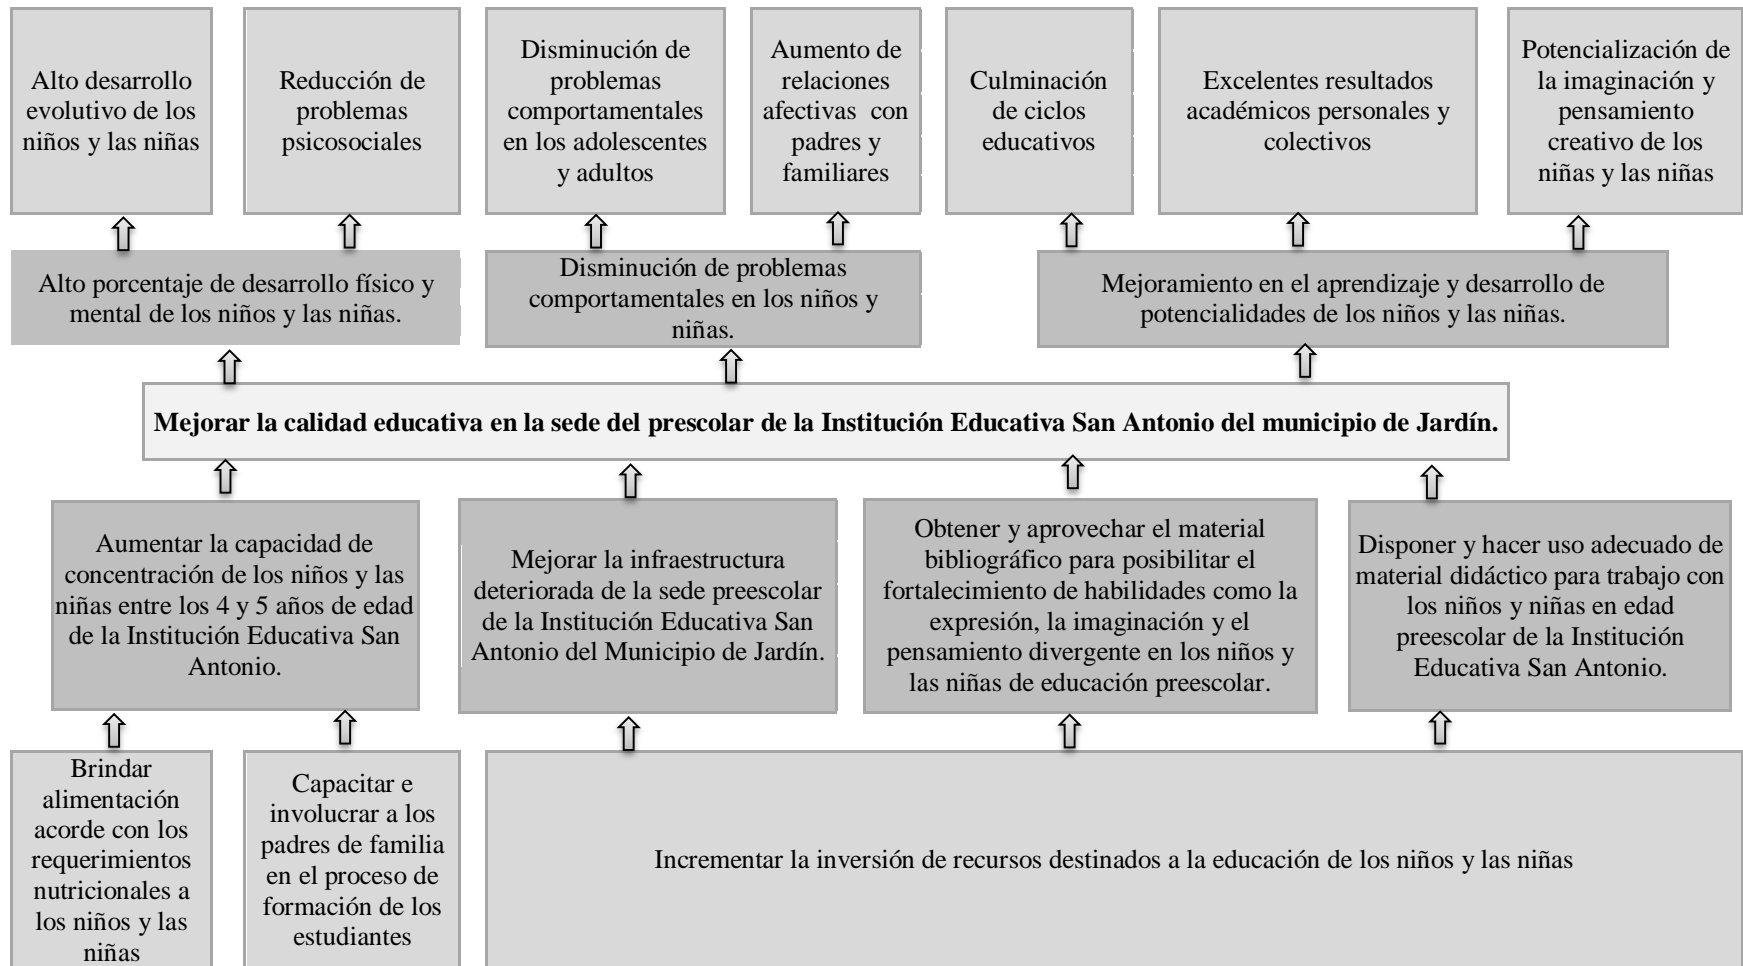 Alto desarrollo
evolutivo de los
niños y las niñas
Reducción de
problemas
psicosociales
Disminución de
problemas
comportamentales
en los adolescentes
y adultos
Aumento de
relaciones
afectivas con
padres y
familiares
Culminación
de ciclos
educativos
Excelentes resultados
académicos personales y
colectivos
Potencialización de
la imaginación y
pensamiento
creativo de los
niñas y las niñas
Alto porcentaje de desarrollo físico y
mental de los niños y las niñas.
Disminución de problemas
comportamentales en los niños y
niñas.
Mejoramiento en el aprendizaje y desarrollo de
potencialidades de los niños y las niñas.
Mejorar la calidad educativa en la sede del prescolar de la Institución Educativa San Antonio del municipio de Jardín.
Aumentar la capacidad de
concentración de los niños y las
niñas entre los 4 y 5 años de edad
de la Institución Educativa San
Antonio.
Mejorar la infraestructura
deteriorada de la sede preescolar
de la Institución Educativa San
Antonio del Municipio de Jardín.
Obtener y aprovechar el material
bibliográfico para posibilitar el
fortalecimiento de habilidades como la
expresión, la imaginación y el
pensamiento divergente en los niños y
las niñas de educación preescolar.
Disponer y hacer uso adecuado de
material didáctico para trabajo con
los niños y niñas en edad
preescolar de la Institución
Educativa San Antonio.
Brindar
alimentación
acorde con los
requerimientos
nutricionales a
los niños y las
niñas
Capacitar e
involucrar a los
padres de familia
en el proceso de
formación de los
estudiantes
Incrementar la inversión de recursos destinados a la educación de los niños y las niñas